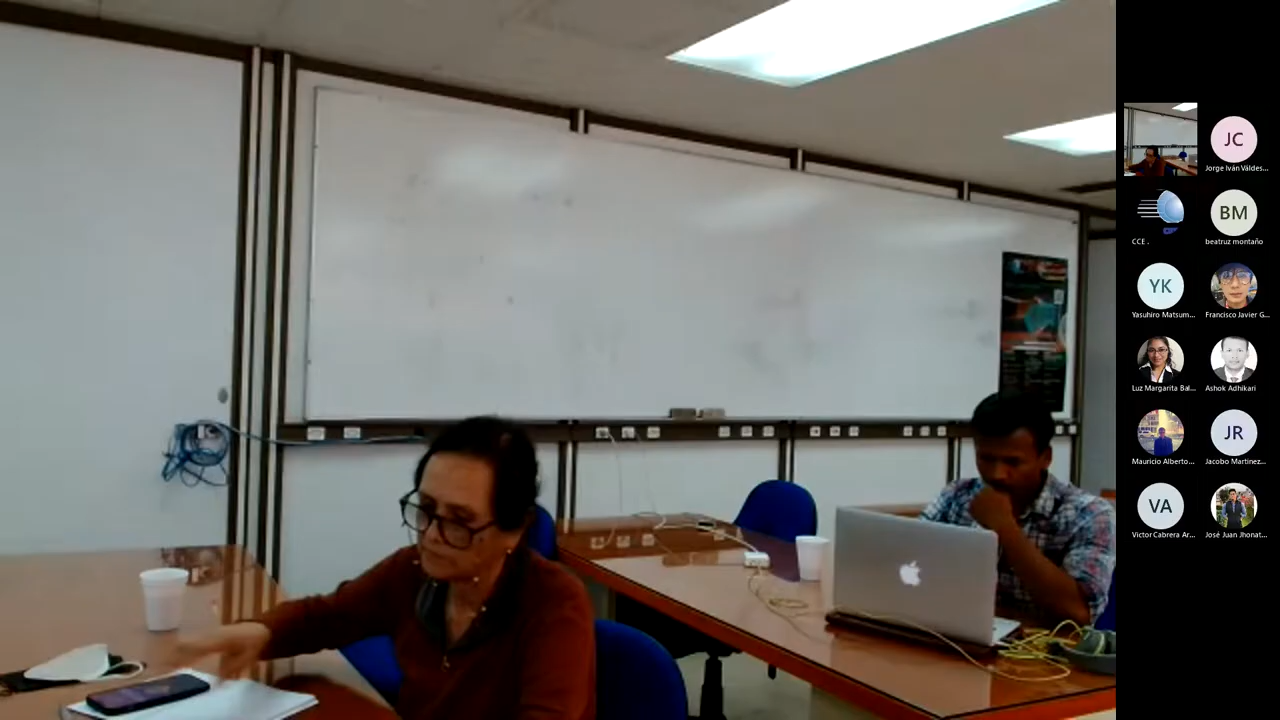 JC
Jorge Iván Váldes...
CCE .
BM
beatruz montaño
YK
Yasuhiro Matsum...
Francisco Javier G...
Luz Margarita Bal...
Ashok Adhikari
Mauricio Alberto...
JR
Jacobo Martinez...
VA
Victor Cabrera Ar...
José Juan Jhonat...